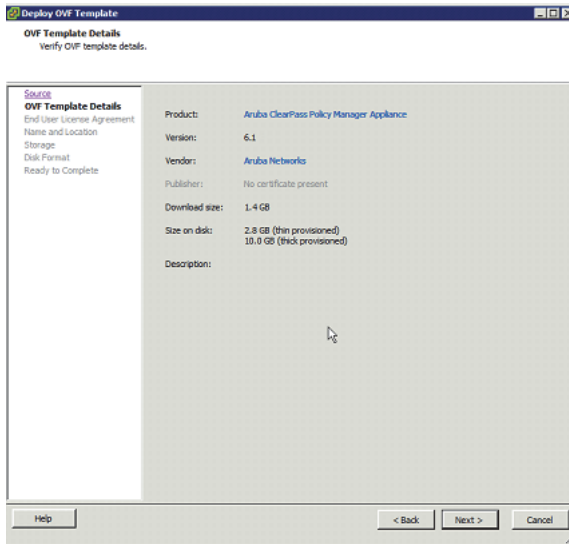 Deploy OVF Template
OVF Template Details
Verify OVF template details.
Source
OVF Template Details
End User License Agreement
Name and Location
Storage
Disk Format
Ready to Complete
Product: Aruba ClearPass Policy Manager Appliance
Version: 6.1
Vendor: Aruba Networks
Publisher: No certificate present
Download size: 1.4 GB
Size on disk: 2.8 GB (thin provisioned)
10.0 GB (thick provisioned)
Description:
Help
< Back
Next >
Cancel